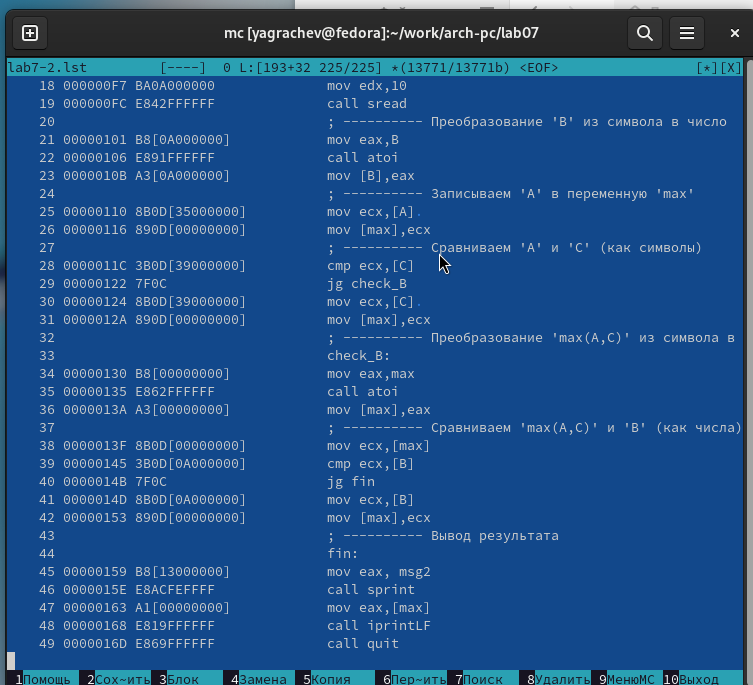 mc [yagrachev@fedora]:~/work/arch-pc/lab07
lab7-2.lst [----] 0 L:[193+32 225/225] *(13771/13771b) <EOF> [*][X]
18 000000F7 BA0A000000 mov edx,10
19 000000FC E842FFFFFF call sread
20 ; ---------- Преобразование 'B' из символа в число
21 00000101 B8[0A000000] mov eax,B
22 00000106 E891FFFFFF call atoi
23 0000010B A3[0A000000] mov [B],eax
24 ; ---------- Записываем 'A' в переменную 'max'
25 00000110 8B0D[35000000] mov ecx,[A].
26 00000116 890D[00000000] mov [max],ecx
27 ; ---------- Сравниваем 'A' и 'C' (как символы)
28 0000011C 3B0D[39000000] cmp ecx,[C]
29 00000122 7F0C jg check_B
30 00000124 8B0D[39000000] mov ecx,[C].
31 0000012A 890D[00000000] mov [max],ecx
32 ; ---------- Преобразование 'max(A,C)' из символа в
33 check_B:
34 00000130 B8[00000000] mov eax,max
35 00000135 E862FFFFFF call atoi
36 0000013A A3[00000000] mov [max],eax
37 ; ---------- Сравниваем 'max(A,C)' и 'B' (как числа)
38 0000013F 8B0D[00000000] mov ecx,[max]
39 00000145 3B0D[0A000000] cmp ecx,[B]
40 0000014B 7F0C jg fin
41 0000014D 8B0D[0A000000] mov ecx,[B]
42 00000153 890D[00000000] mov [max],ecx
43 ; ---------- Вывод результата
44 fin:
45 00000159 B8[13000000] mov eax, msg2
46 0000015E E8ACFEFFFF call sprint
47 00000163 A1[00000000] mov eax,[max]
48 00000168 E819FFFFFF call iprintLF
49 0000016D E869FFFFFF call quit
1Помощь 2Сох~ить 3Блок 4Замена 5Копия 6Пер~ить 7Поиск 8Удалить 9МенюМС 10Выход